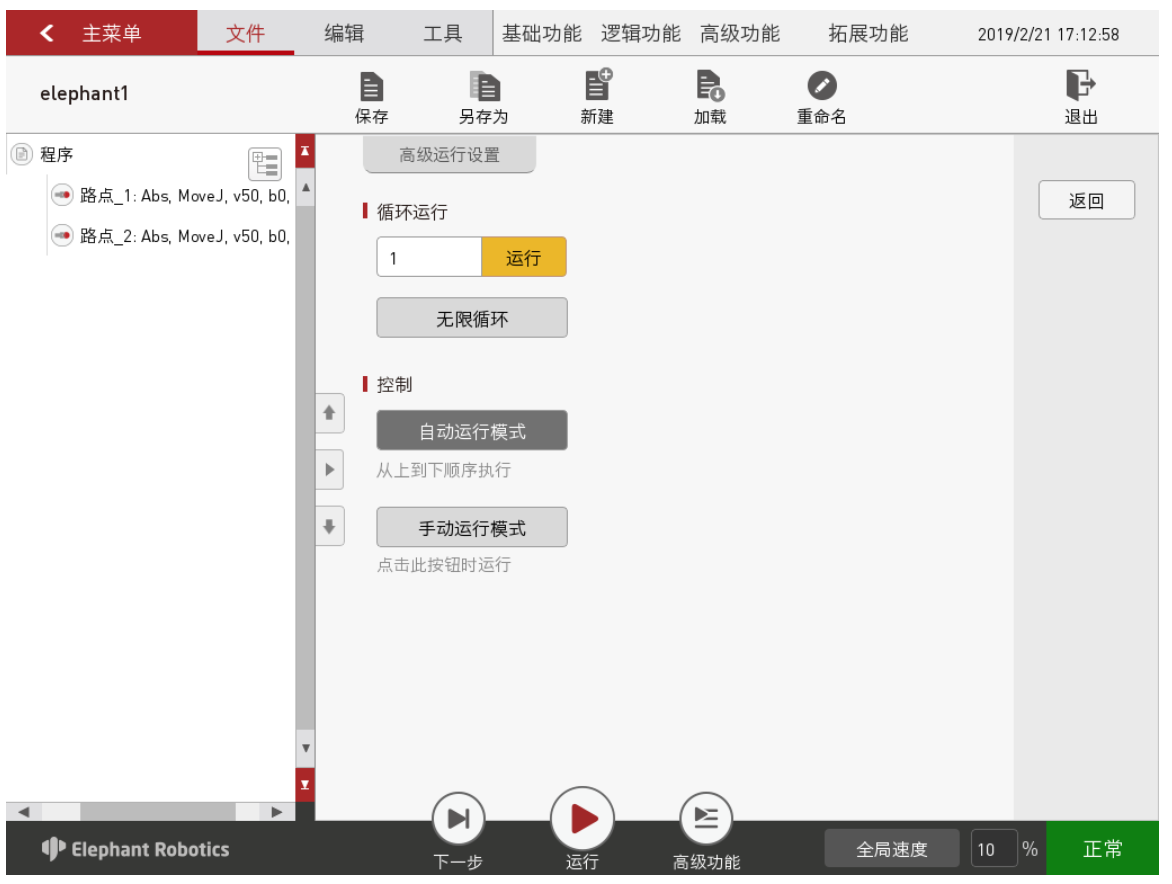 主菜单 文件 编辑 工具 基础功能 逻辑功能 高级功能 拓展功能 2019/2/21 17:12:58
elephant1 保存 另存为 新建 加载 重命名 退出
程序
路点_1: Abs, MoveJ, v50, b0,
路点_2: Abs, MoveJ, v50, b0,
高级运行设置
返回
循环运行
1 运行
无限循环
控制
自动运行模式
从上到下顺序执行
手动运行模式
点击此按钮时运行
Elephant Robotics 下一步 运行 高级功能 全局速度 10 % 正常